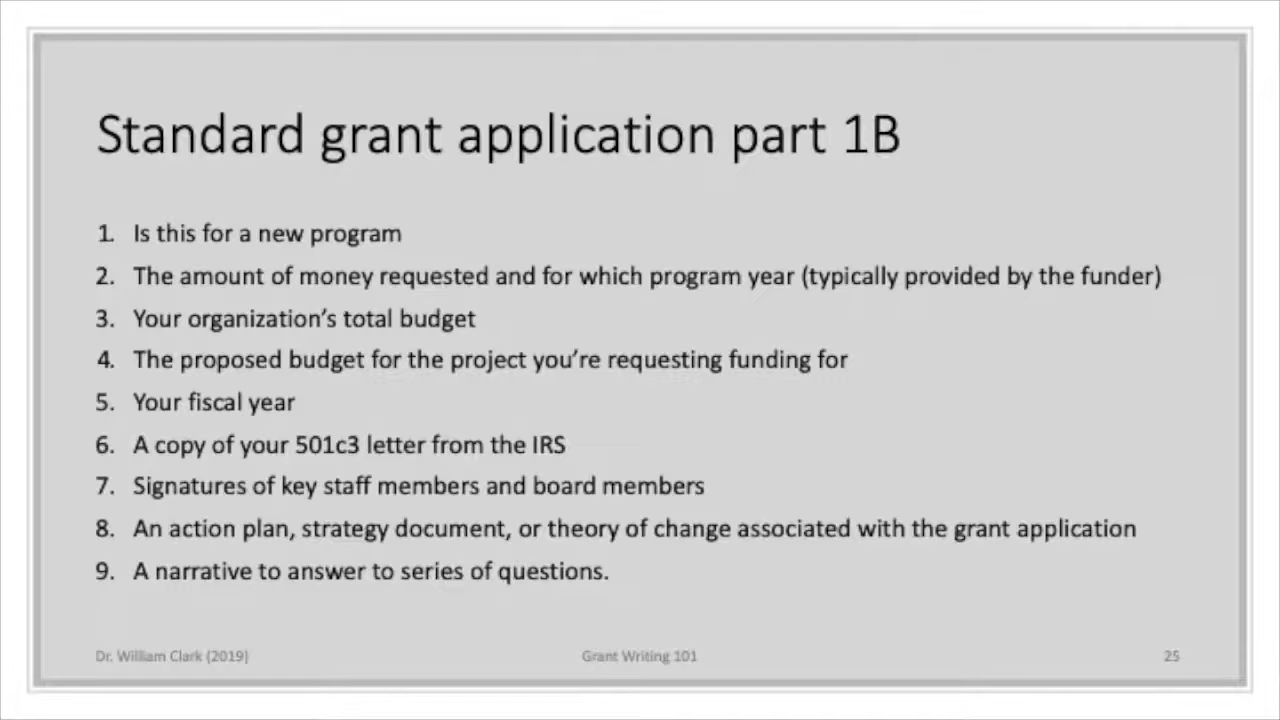 Standard grant application part 1B
1. Is this for a new program
2. The amount of money requested and for which program year (typically provided by the funder)
3. Your organization's total budget
4. The proposed budget for the project you're requesting funding for
5. Your fiscal year
6. A copy of your 501c3 letter from the IRS
7. Signatures of key staff members and board members
8. An action plan, strategy document, or theory of change associated with the grant application
9. A narrative to answer to series of questions.
Dr. William Clark (2019) Grant Writing 101 25